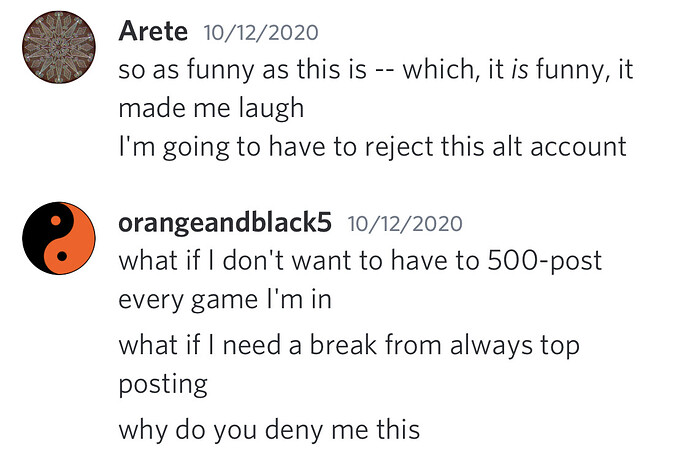 Arete 10/12/2020
so as funny as this is -- which, it is funny, it
made me laugh
I'm going to have to reject this alt account
orangeandblack5 10/12/2020
what if I don't want to have to 500-post
every game I'm in
what if I need a break from always top
posting
why do you deny me this